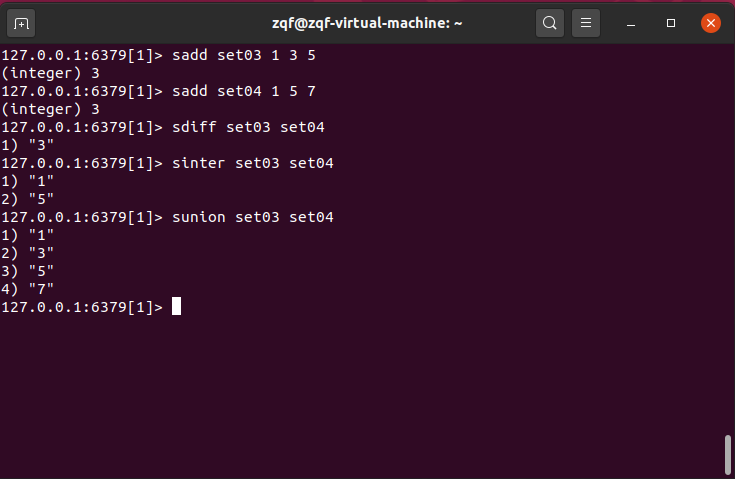 zqf@zqf-virtual-machine: ~
127.0.0.1:6379[1]> sadd set03 1 3 5
(integer) 3
127.0.0.1:6379[1]> sadd set04 1 5 7
(integer) 3
127.0.0.1:6379[1]> sdiff set03 set04
1) "3"
127.0.0.1:6379[1]> sinter set03 set04
1) "1"
2) "5"
127.0.0.1:6379[1]> sunion set03 set04
1) "1"
2) "3"
3) "5"
4) "7"
127.0.0.1:6379[1]>